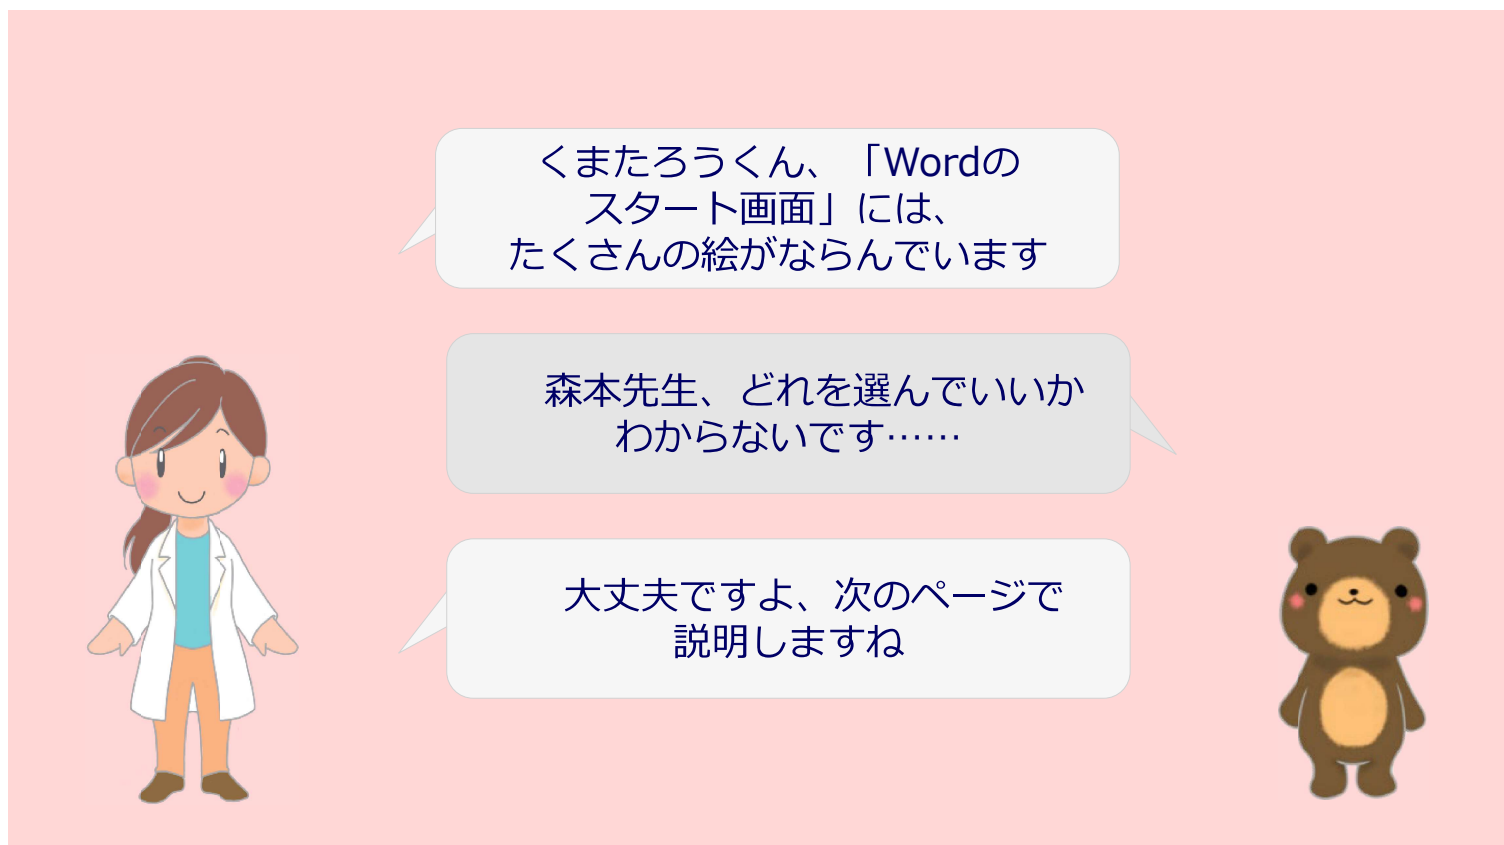 くまたろうくん、「Wordの
スタート画面」には、
たくさんの絵がならんでいます
森本先生、どれを選んでいいか
わからないです……
大丈夫ですよ、次のページで
説明しますね